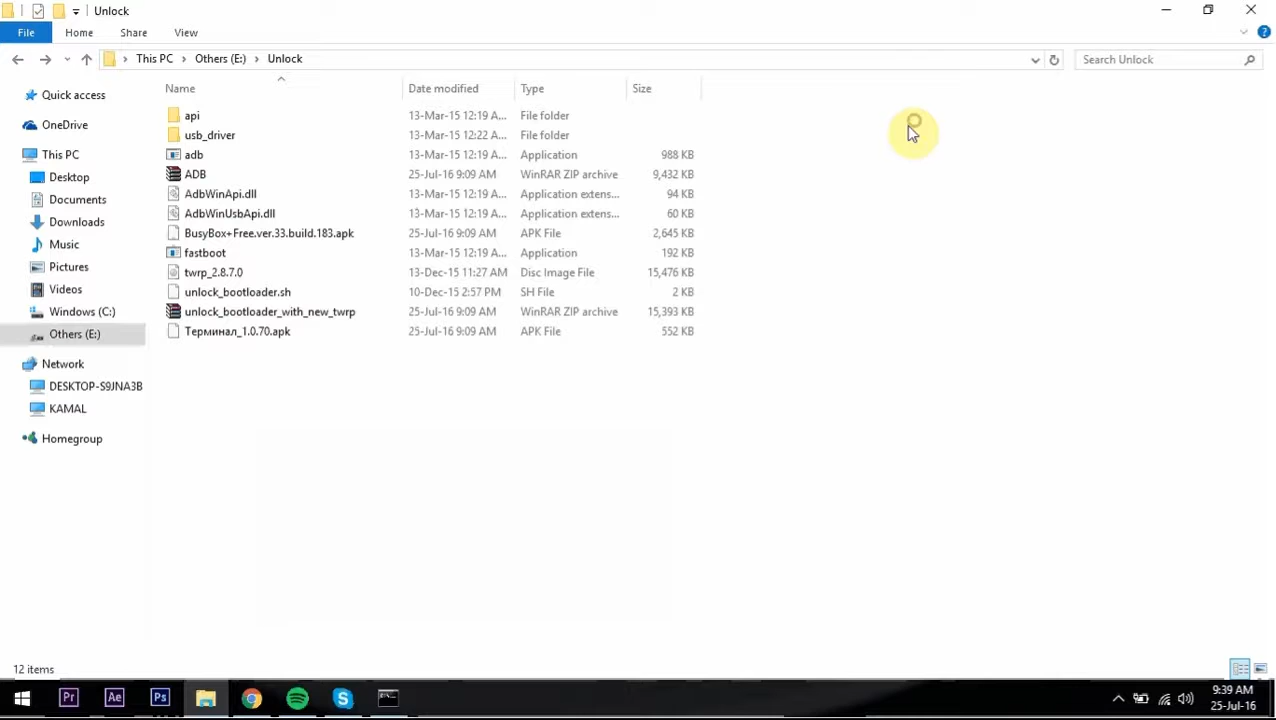 Unlock
File Home Share View
This PC Others (E:) Unlock
Search Unlock
Name Date modified Type Size
Quick access
OneDrive
This PC
Desktop
Documents
Downloads
Music
Pictures
Videos
Windows (C:)
Others (E:)
Network
DESKTOP-S9JNA3B
KAMAL
Homegroup
api 13-Mar-15 12:19 A... File folder
usb_driver 13-Mar-15 12:22 A... File folder
adb 13-Mar-15 12:19 A... Application 988 KB
ADB 25-Jul-16 9:09 AM WinRAR ZIP archive 9,432 KB
AdbWinApi.dll 13-Mar-15 12:19 A... Application extens... 94 KB
AdbWinUsbApi.dll 13-Mar-15 12:19 A... Application extens... 60 KB
BusyBox+Free.ver.33.build.183.apk 25-Jul-16 9:09 AM APK File 2,645 KB
fastboot 13-Mar-15 12:19 A... Application 192 KB
twrp_2.8.7.0 13-Dec-15 11:27 AM Disc Image File 15,476 KB
unlock_bootloader.sh 10-Dec-15 2:57 PM SH File 2 KB
unlock_bootloader_with_new_twrp 25-Jul-16 9:09 AM WinRAR ZIP archive 15,393 KB
Терминал_1.0.70.apk 25-Jul-16 9:09 AM APK File 552 KB
12 items
Pr Ae Ps
9:39 AM
25-Jul-16